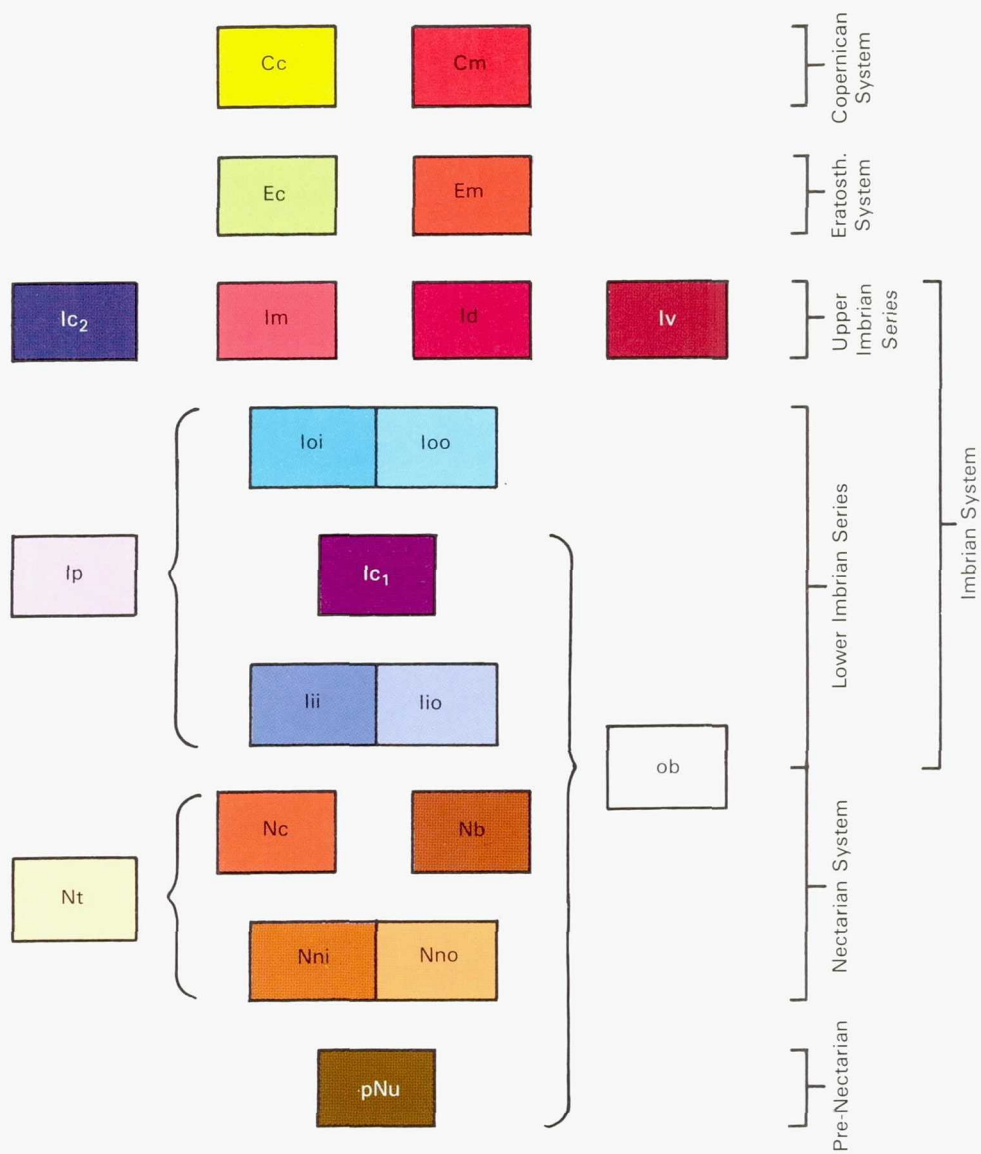 Cc
Cm
Copernican
System
Ec
Em
Eratosth.
System
Ic₂
Im
Id
Iv
Upper
Imbrian
Series
Ioi
Ioo
Ip
Ic₁
Lower Imbrian Series
Imbrian System
Iii
Iio
ob
Nc
Nb
Nt
Nectarian System
Nni
Nno
pNu
Pre-Nectarian